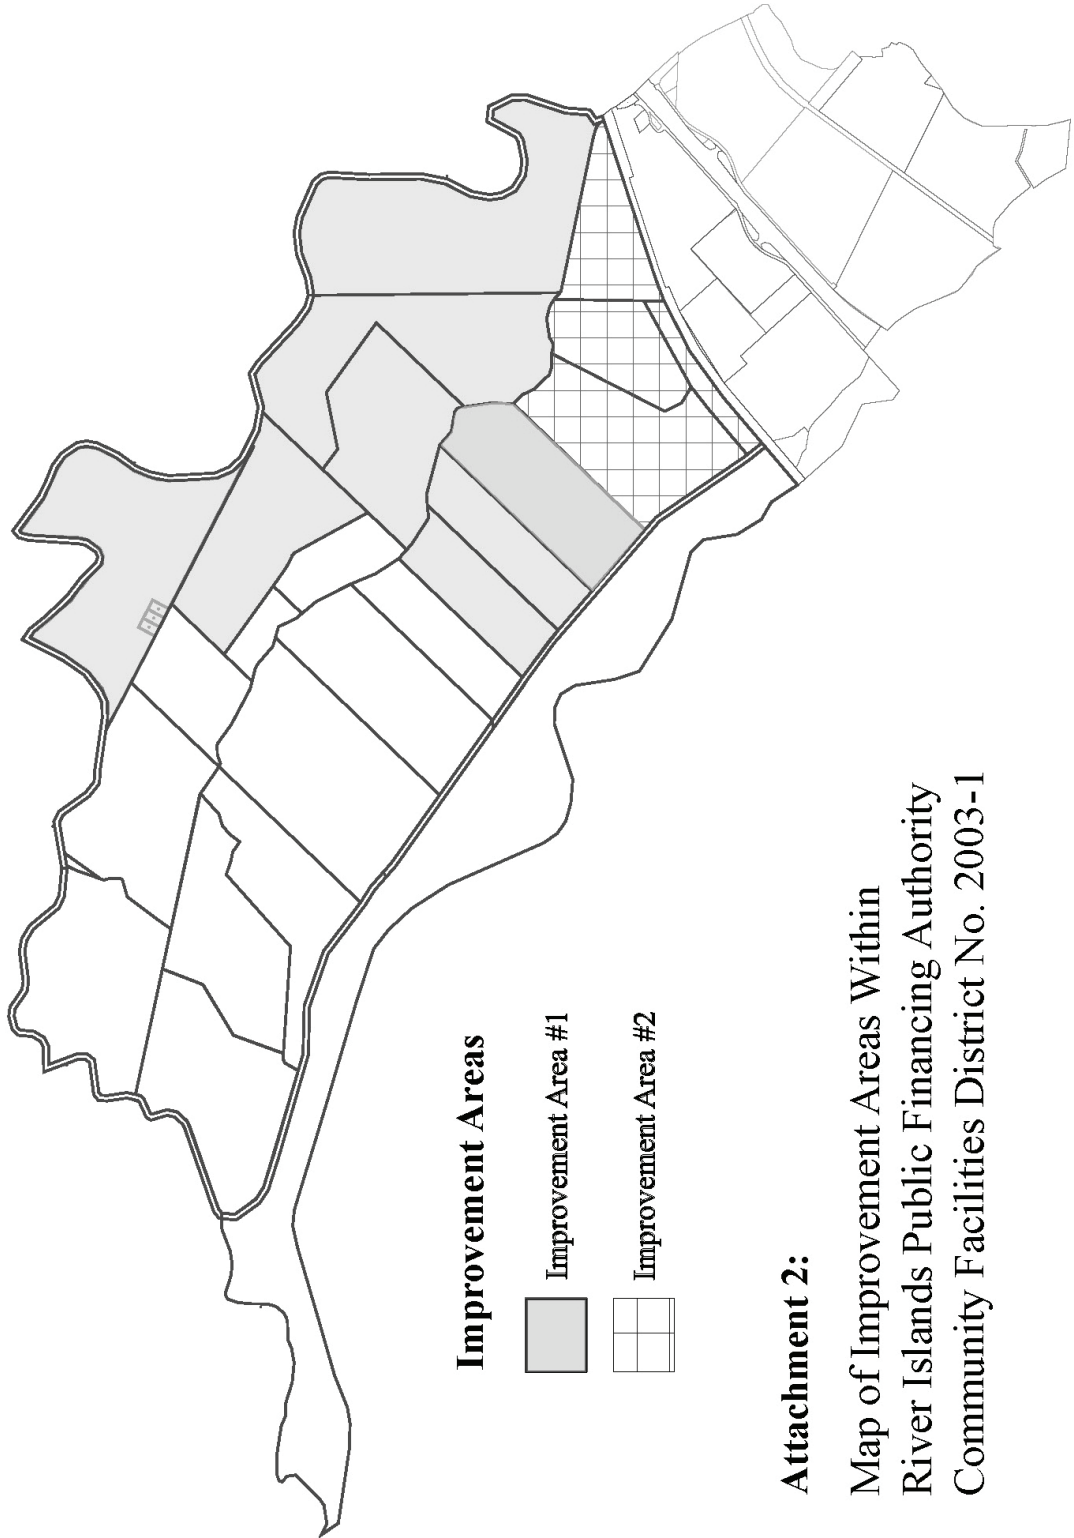 Improvement Areas
Improvement Area #1
Improvement Area #2
Attachment 2:
Map of Improvement Areas Within
River Islands Public Financing Authority
Community Facilities District No. 2003-1